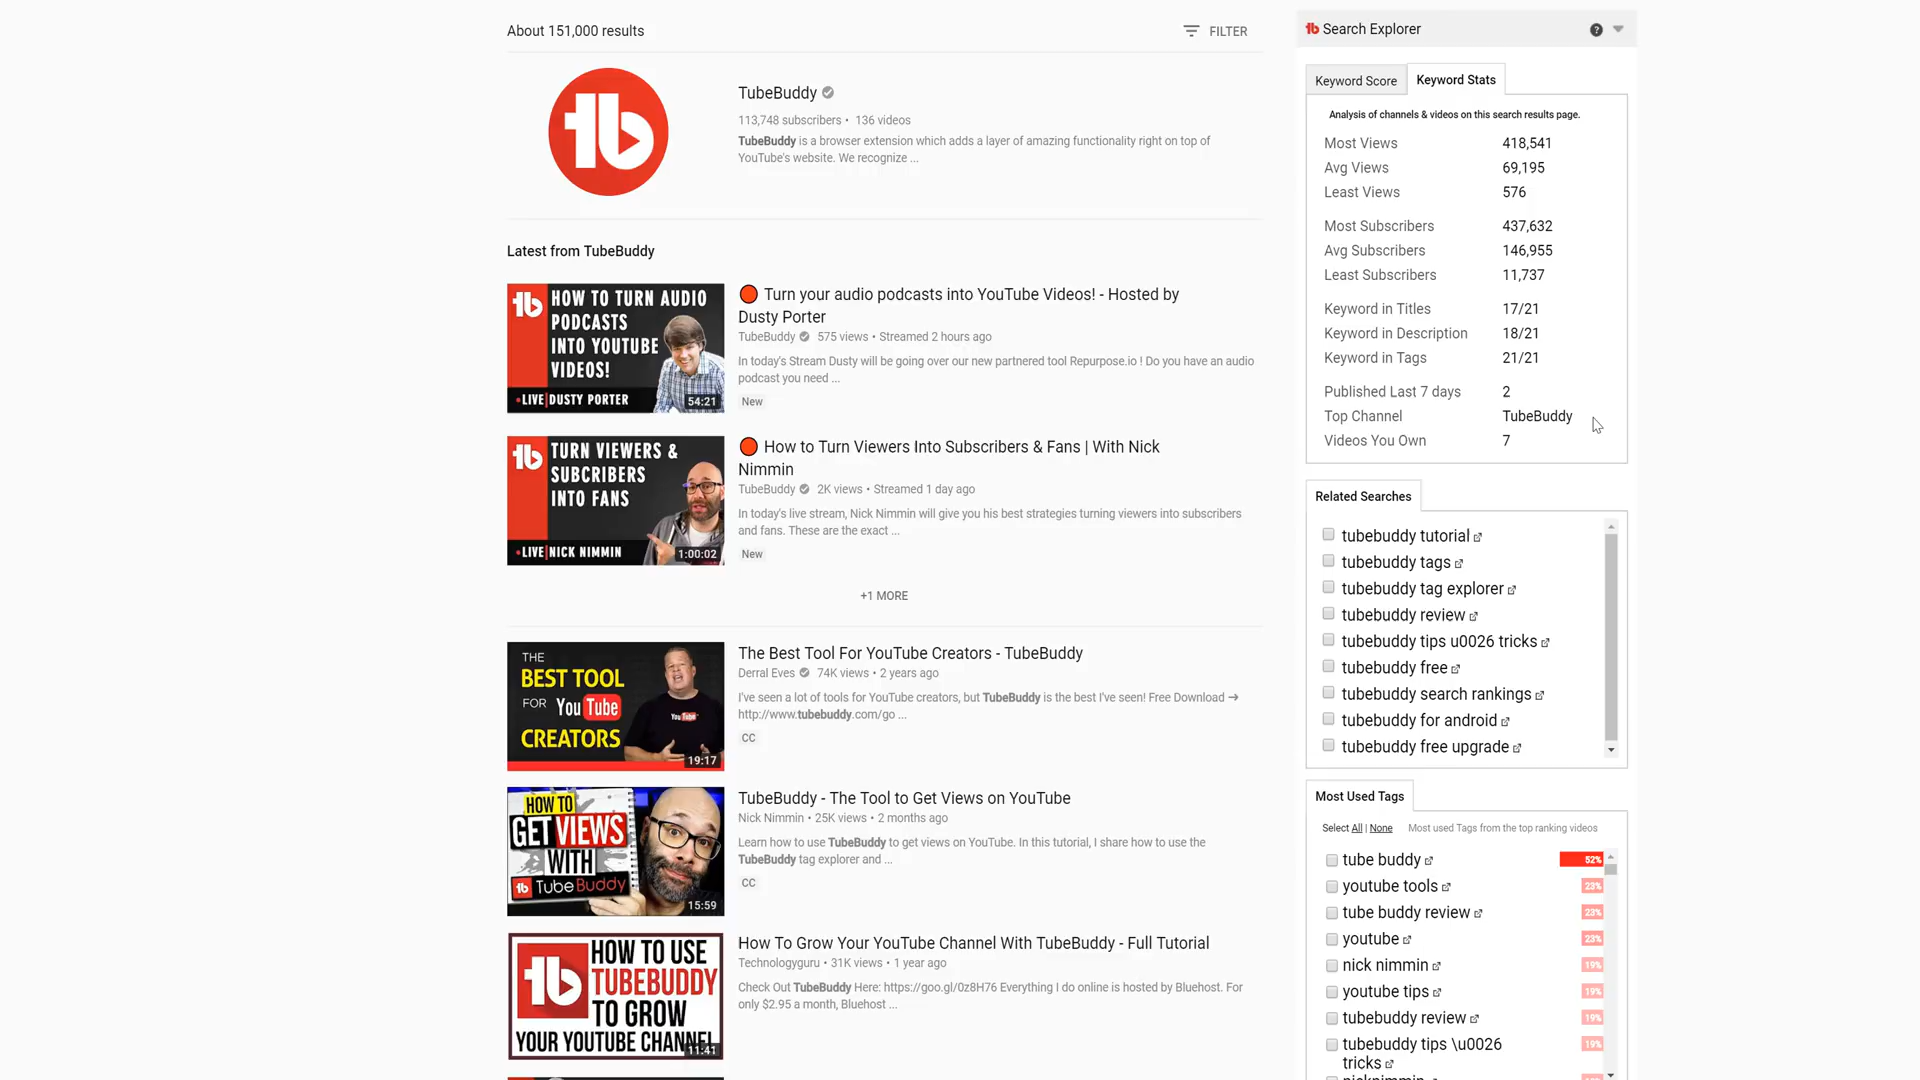 About 151,000 results
FILTER
TubeBuddy
113,748 subscribers • 136 videos
TubeBuddy is a browser extension which adds a layer of amazing functionality right on top of
YouTube's website. We recognize ...
Latest from TubeBuddy
HOW TO TURN AUDIO
PODCASTS
INTO YOUTUBE
VIDEOS!
•LIVE|DUSTY PORTER
54:21
Turn your audio podcasts into YouTube Videos! - Hosted by
Dusty Porter
TubeBuddy 575 views • Streamed 2 hours ago
In today's Stream Dusty will be going over our new partnered tool Repurpose.io ! Do you have an audio
podcast you need ...
New
TURN VIEWERS &
SUBCRIBERS
INTO FANS
•LIVE|NICK NIMMIN
1:00:02
How to Turn Viewers Into Subscribers & Fans | With Nick
Nimmin
TubeBuddy 2K views • Streamed 1 day ago
In today's live stream, Nick Nimmin will give you his best strategies turning viewers into subscribers
and fans. These are the exact ...
New
+1 MORE
THE
BEST TOOL
FOR YouTube
CREATORS
YouTube
19:17
The Best Tool For YouTube Creators - TubeBuddy
Derral Eves 74K views • 2 years ago
I've seen a lot of tools for YouTube creators, but TubeBuddy is the best I've seen! Free Download ➔
http://www.tubebuddy.com/go ...
CC
HOW TO
GET VIEWS
WITH
TubeBuddy
15:59
TubeBuddy - The Tool to Get Views on YouTube
Nick Nimmin • 25K views • 2 months ago
Learn how to use TubeBuddy to get views on YouTube. In this tutorial, I share how to use the
TubeBuddy tag explorer and ...
CC
HOW TO USE
TUBEBUDDY
TO GROW
YOUR YOUTUBE CHANNEL
11:41
How To Grow Your YouTube Channel With TubeBuddy - Full Tutorial
Technologyguru • 31K views • 1 year ago
Check Out TubeBuddy Here: https://goo.gl/0z8H76 Everything I do online is hosted by Bluehost. For
only $2.95 a month, Bluehost ...
Search Explorer
Keyword Score Keyword Stats
Analysis of channels & videos on this search results page.
Most Views 418,541
Avg Views 69,195
Least Views 576
Most Subscribers 437,632
Avg Subscribers 146,955
Least Subscribers 11,737
Keyword in Titles 17/21
Keyword in Description 18/21
Keyword in Tags 21/21
Published Last 7 days 2
Top Channel TubeBuddy
Videos You Own 7
Related Searches
tubebuddy tutorial
tubebuddy tags
tubebuddy tag explorer
tubebuddy review
tubebuddy tips u0026 tricks
tubebuddy free
tubebuddy search rankings
tubebuddy for android
tubebuddy free upgrade
Most Used Tags
Select All | None Most used Tags from the top ranking videos
tube buddy 52%
youtube tools 23%
tube buddy review 23%
youtube 23%
nick nimmin 19%
youtube tips 19%
tubebuddy review 19%
tubebuddy tips \u0026 19%
tricks